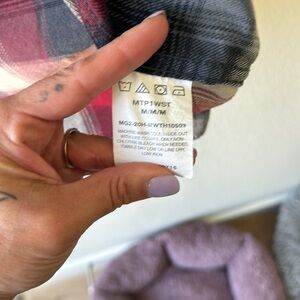 MTP1WST
M/M/M
MACHINE WASH COLD INSIDE OUT
WITH LIKE COLORS, ONLY NON-
CHLORINE BLEACH WHEN NEEDED,
TUMBLE DRY LOW OR LINE DRY,
LOW IRON